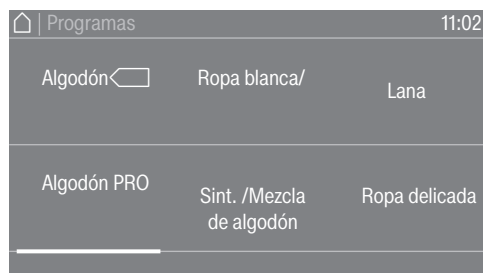 Programas 11:02
Algodón Ropa blanca/ Lana
Algodón PRO Sint. /Mezcla de algodón Ropa delicada